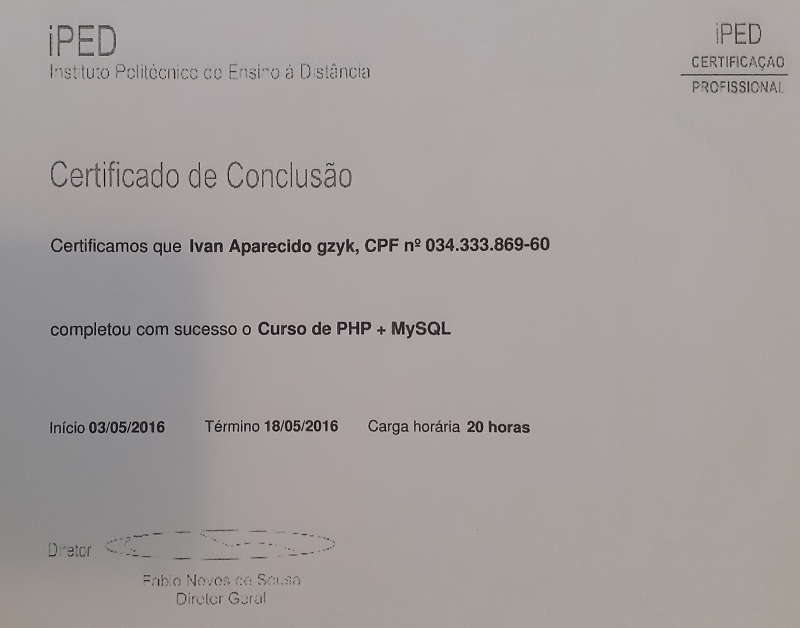 iPED
Instituto Politécnico de Ensino à Distância
iPED
CERTIFICAÇÃO
PROFISSIONAL
Certificado de Conclusão
Certificamos que Ivan Aparecido gzyk, CPF nº 034.333.869-60
completou com sucesso o Curso de PHP + MySQL
Início 03/05/2016 Término 18/05/2016 Carga horária 20 horas
Diretor
Fabio Neves de Sousa
Diretor Geral